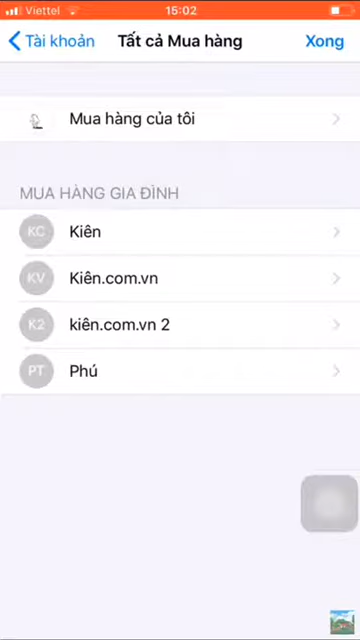 Viettel 15:02
Tài khoản Tất cả Mua hàng Xong
Mua hàng của tôi
MUA HÀNG GIA ĐÌNH
KC Kiên
KV Kiên.com.vn
K2 kiên.com.vn 2
PT Phú